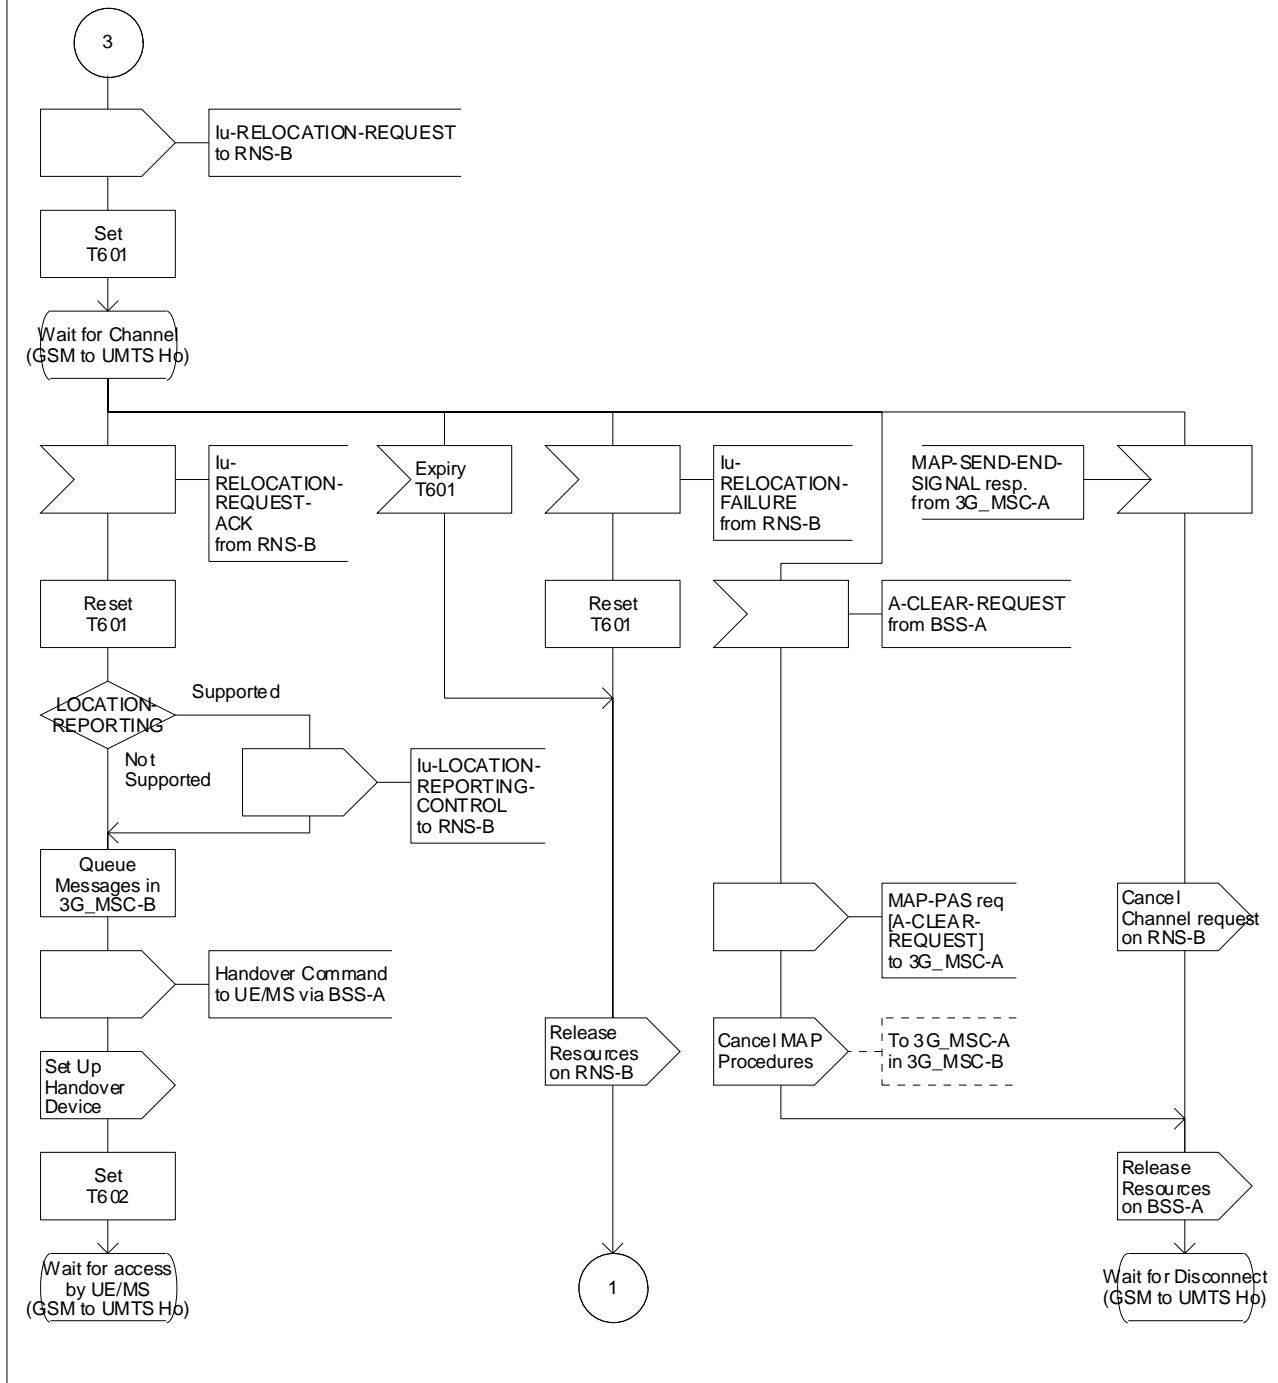 3
Iu-RELOCATION-REQUEST
to RNS-B
Set
T601
Wait for Channel
(GSM to UMTS Ho)
Iu-
RELOCATION-
REQUEST-
ACK
from RNS-B
Expiry
T601
Iu-
RELOCATION-
FAILURE
from RNS-B
MAP-SEND-END-
SIGNAL resp.
from 3G_MSC-A
Reset
T601
Reset
T601
A-CLEAR-REQUEST
from BSS-A
LOCATION-
REPORTING
Supported
Not
Supported
Iu-LOCATION-
REPORTING-
CONTROL
to RNS-B
Queue
Messages in
3G_MSC-B
MAP-PAS req
[A-CLEAR-
REQUEST]
to 3G_MSC-A
Cancel
Channel request
on RNS-B
Handover Command
to UE/MS via BSS-A
Release
Resources
on RNS-B
Cancel MAP
Procedures
To 3G_MSC-A
in 3G_MSC-B
Set Up
Handover
Device
Set
T602
Release
Resources
on BSS-A
Wait for access
by UE/MS
(GSM to UMTS Ho)
1
Wait for Disconnect
(GSM to UMTS Ho)